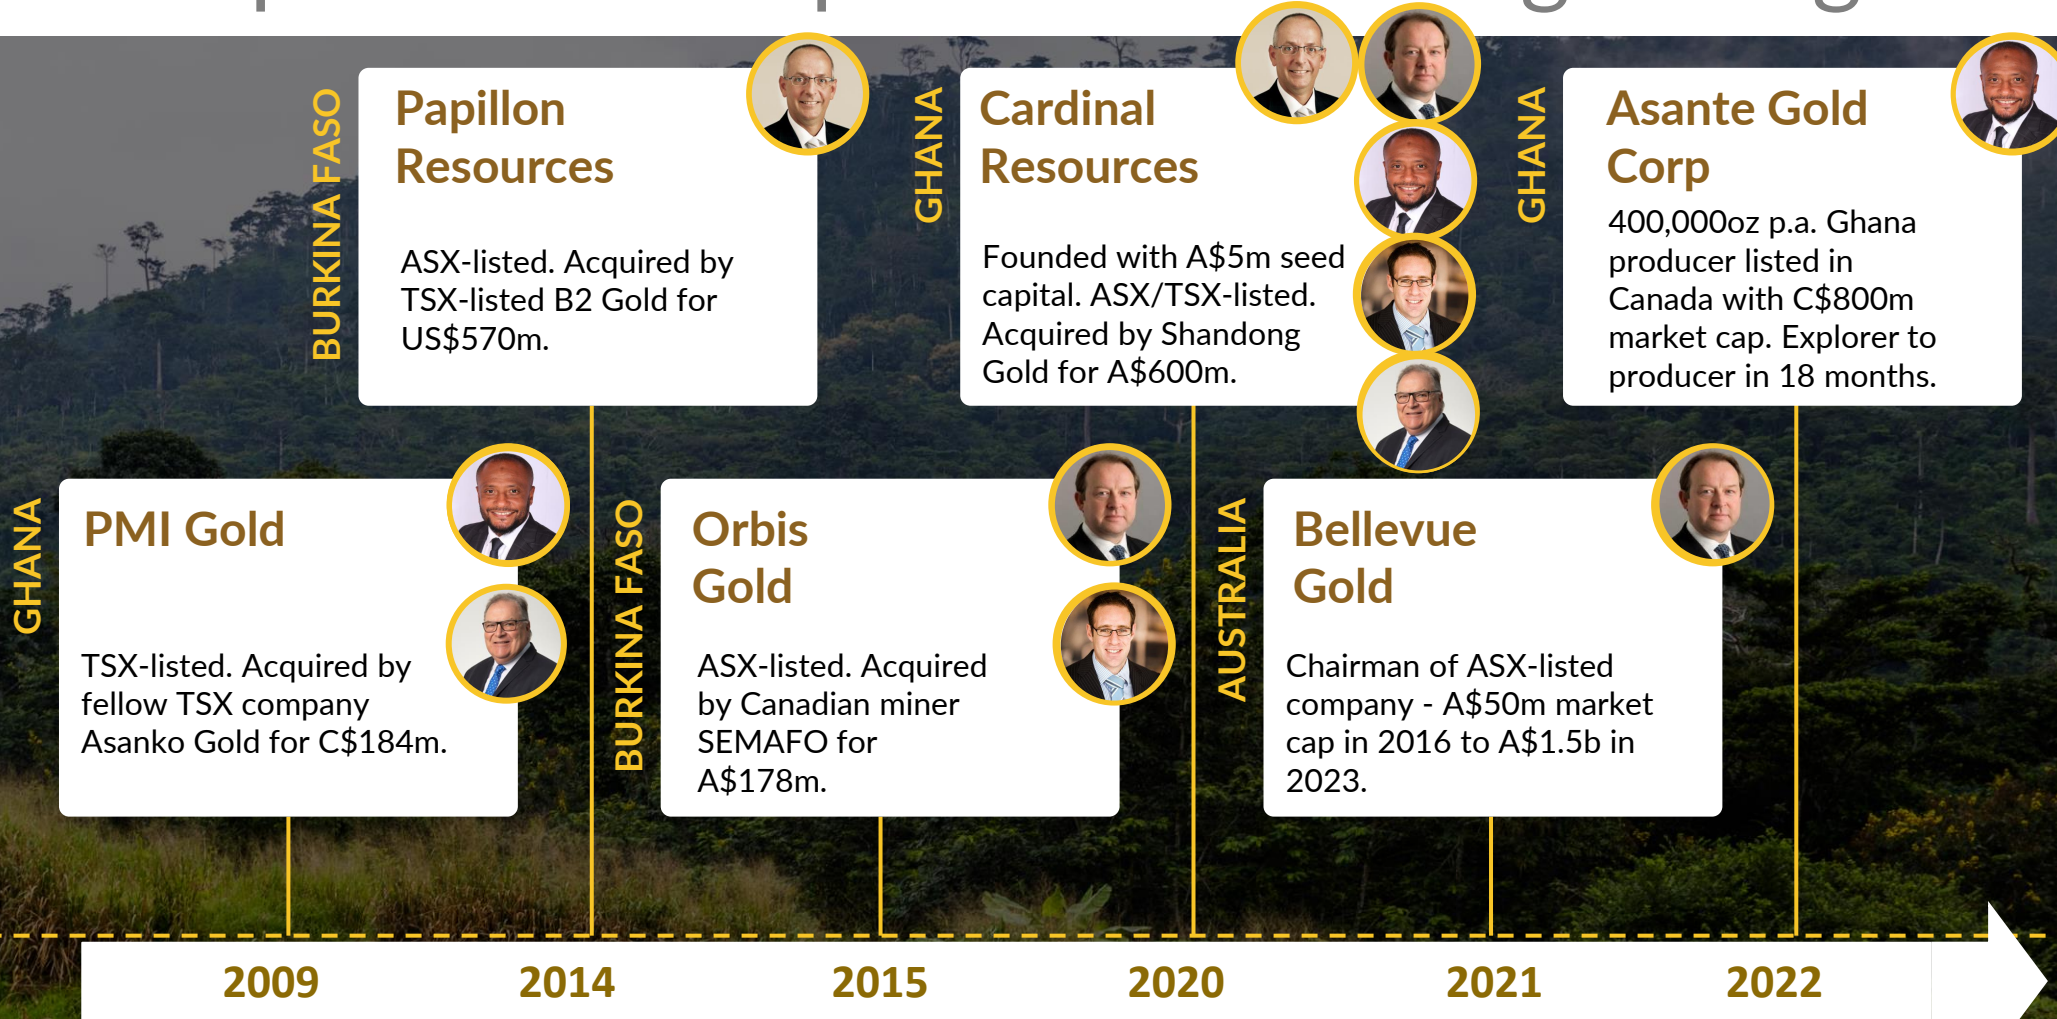 BURKINA FASO
Papillon
Resources
ASX-listed. Acquired by
TSX-listed B2 Gold for
US$570m.
GHANA
Cardinal
Resources
Founded with A$5m seed
capital. ASX/TSX-listed.
Acquired by Shandong
Gold for A$600m.
GHANA
Asante Gold
Corp
400,000oz p.a. Ghana
producer listed in
Canada with C$800m
market cap. Explorer to
producer in 18 months.
GHANA
PMI Gold
TSX-listed. Acquired by
fellow TSX company
Asanko Gold for C$184m.
BURKINA FASO
Orbis
Gold
ASX-listed. Acquired
by Canadian miner
SEMAFO for
A$178m.
AUSTRALIA
Bellevue
Gold
Chairman of ASX-listed
company - A$50m market
cap in 2016 to A$1.5b in
2023.
2009
2014
2015
2020
2021
2022